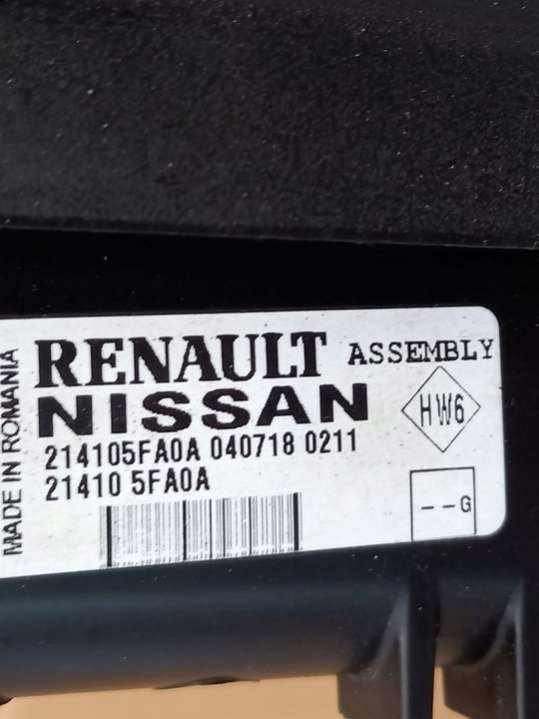 MADE IN ROMANIA
RENAULT ASSEMBLY
NISSAN
HW6
214105FA0A 040718 0211
21410 5FA0A
--G